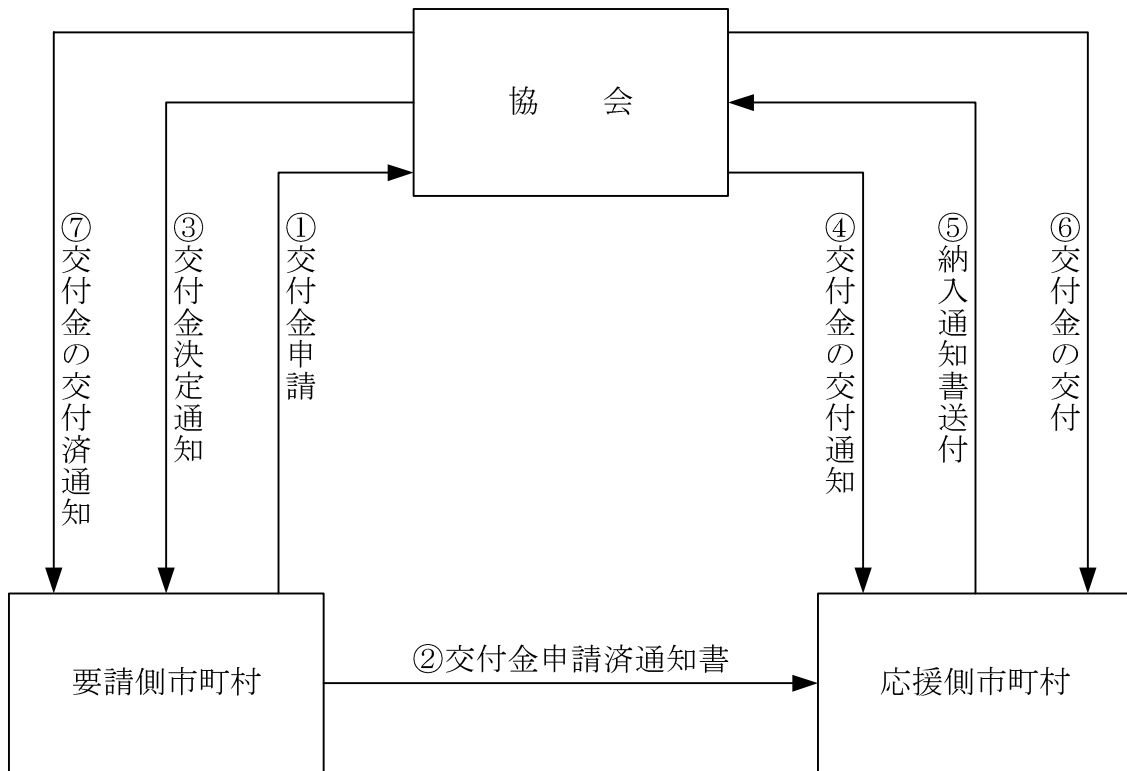 協　　会
⑦交付金の交付済通知
③交付金決定通知
①交付金申請
④交付金の交付通知
⑤納入通知書送付
⑥交付金の交付
②交付金申請済通知書
要請側市町村
応援側市町村